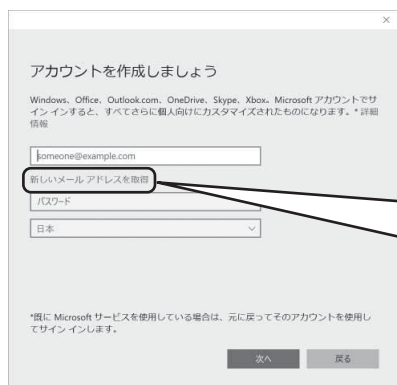 アカウントを作成しましょう
Windows、Office、Outlook.com、OneDrive、Skype、Xbox。Microsoft アカウントでサ
イン インすると、すべてさらに個人向けにカスタマイズされたものになります。* 詳細
情報
someone@example.com
新しいメール アドレスを取得
パスワード
日本
*既に Microsoft サービスを使用している場合は、元に戻ってそのアカウントを使用し
てサイン インします。
次へ
戻る